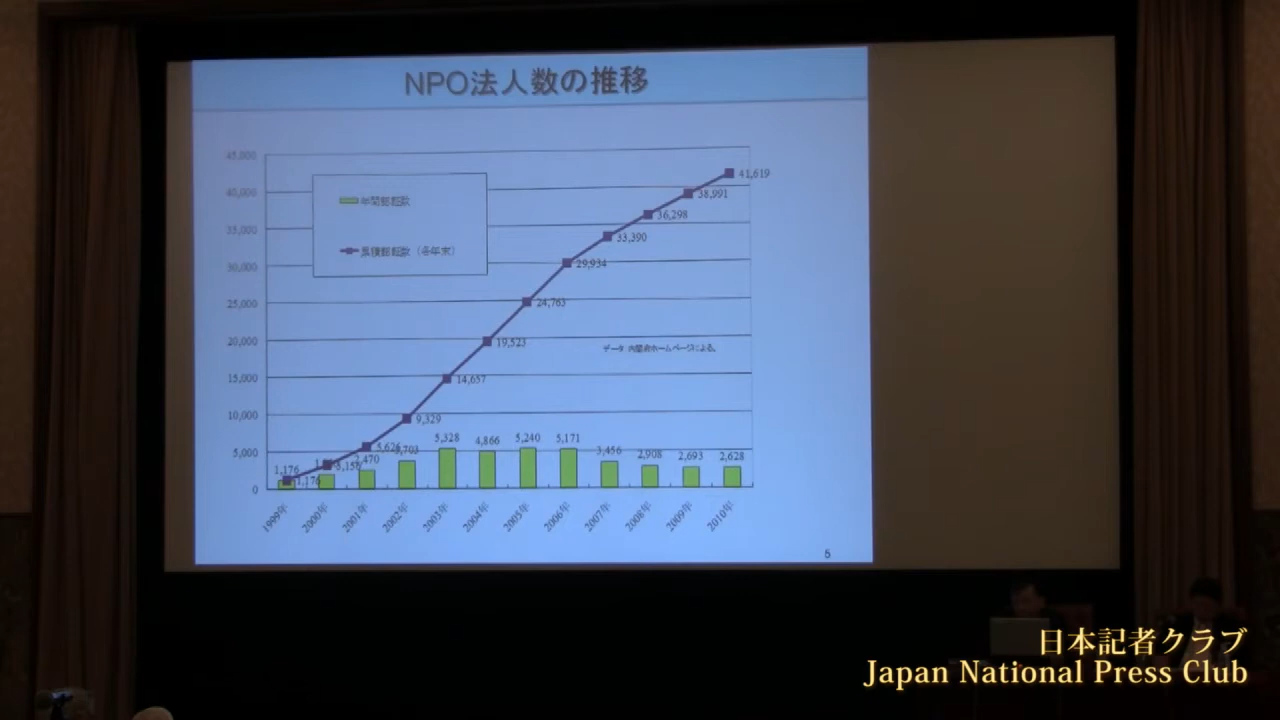 NPO法人数の推移
45,000
40,000
35,000
30,000
25,000
20,000
15,000
10,000
5,000
0
年間認証数
累積認証数（各年末）
41,619
38,991
36,298
33,390
29,934
24,763
19,523
14,657
9,329
5,626
3,156
1,176
データ:内閣府ホームページによる。
1,176
2,470
3,703
5,328
4,866
5,240
5,171
3,456
2,908
2,693
2,628
1999年
2000年
2001年
2002年
2003年
2004年
2005年
2006年
2007年
2008年
2009年
2010年
日本記者クラブ
Japan National Press Club